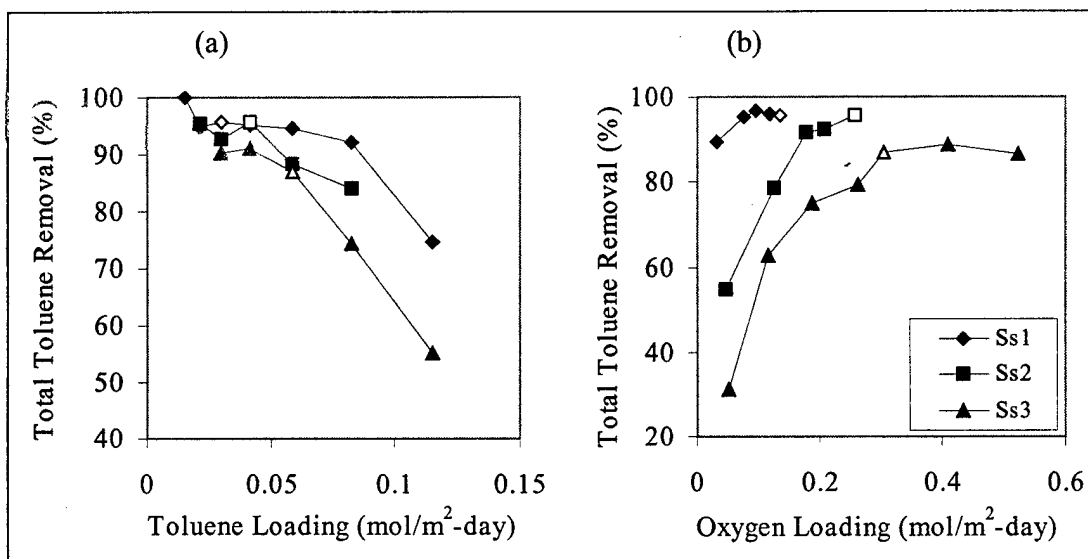 (a)
Total Toluene Removal (%)
100
90
80
70
60
50
40
0
0.05
0.1
0.15
Toluene Loading (mol/m²-day)
(b)
Total Toluene Removal (%)
100
80
60
40
20
0
0.2
0.4
0.6
Oxygen Loading (mol/m²-day)
Ss1
Ss2
Ss3